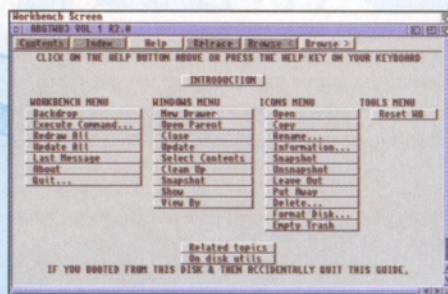 Workbench Screen
ABGTWB3 VOL 1 R2.0
Contents Index Help Retrace Browse < Browse >
CLICK ON THE HELP BUTTON ABOVE OR PRESS THE HELP KEY ON YOUR KEYBOARD
INTRODUCTION
WORKBENCH MENU
Backdrop
Execute Command...
Redraw All
Update All
Last Message
About
Quit...
WINDOWS MENU
New Drawer
Open Parent
Close
Update
Select Contents
Clean Up
Snapshot
Show
View By
ICONS MENU
Open
Copy
Rename...
Information...
Snapshot
Unsnapshot
Leave Out
Put Away
Delete...
Format Disk...
Empty Trash
TOOLS MENU
Reset WB
Related topics
On disk utils
IF YOU BOOTED FROM THIS DISK & THEN ACCIDENTALLY QUIT THIS GUIDE,